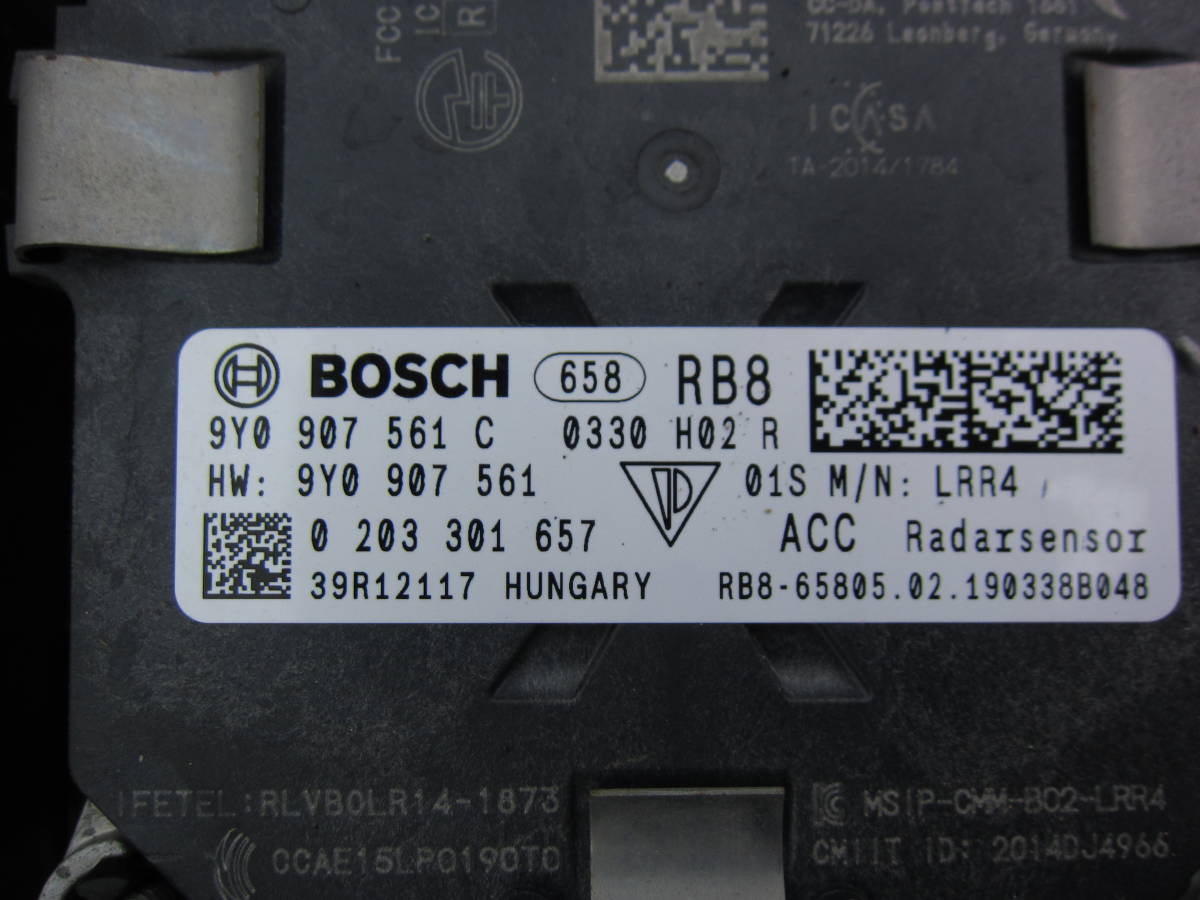 FCC
IC
R
71226 Leonberg, Germany
ICASA
TA-2014/1784
BOSCH 658 RB8
9Y0 907 561 C 0330 H02 R
HW: 9Y0 907 561 01S M/N: LRR4
0 203 301 657 ACC Radarsensor
39R12117 HUNGARY RB8-65805.02.190338B048
IFETEL:RLVBOLR14-1873 MSIP-CMM-BO2-LRR4
CCAE15LP0190T0 CMIIT ID: 2014DJ4966